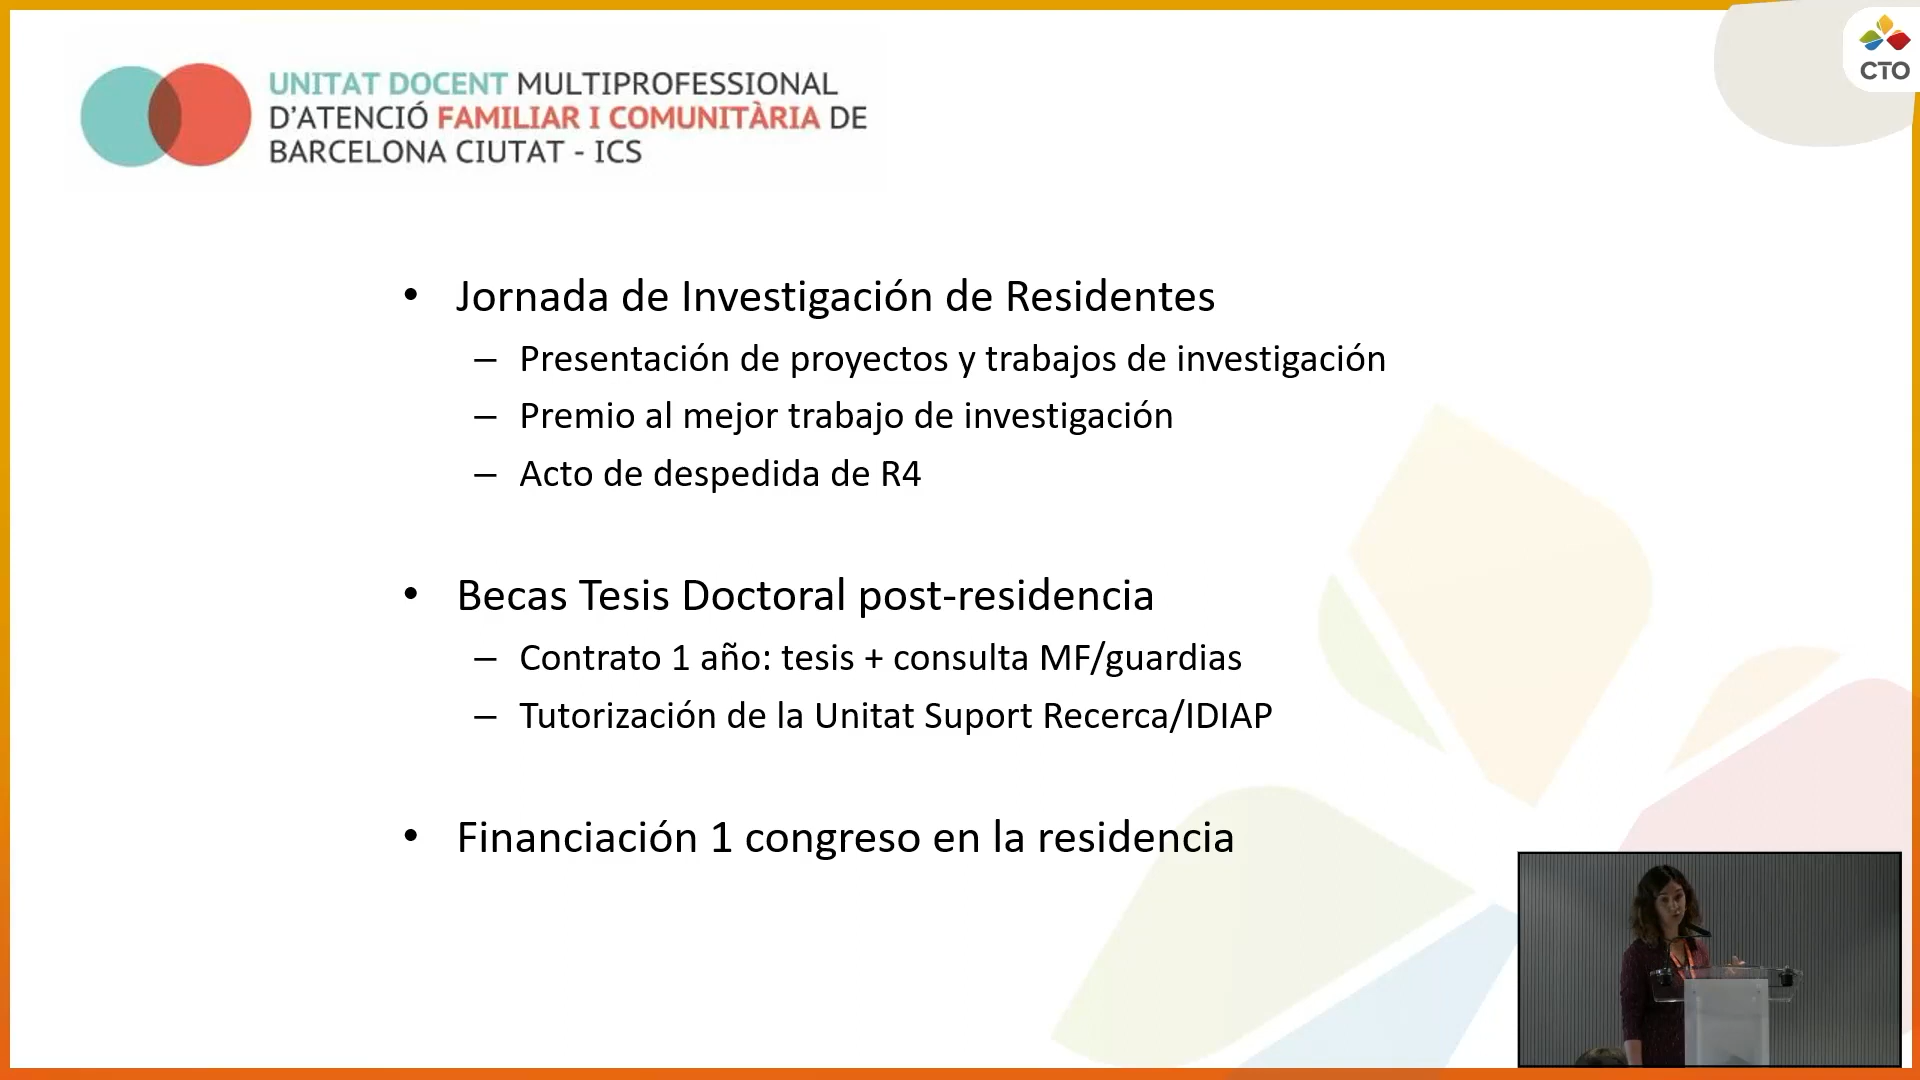 UNITAT DOCENT MULTIPROFESSIONAL
D'ATENCIÓ FAMILIAR I COMUNITÀRIA DE
BARCELONA CIUTAT - ICS
CTO
• Jornada de Investigación de Residentes
– Presentación de proyectos y trabajos de investigación
– Premio al mejor trabajo de investigación
– Acto de despedida de R4
• Becas Tesis Doctoral post-residencia
– Contrato 1 año: tesis + consulta MF/guardias
– Tutorización de la Unitat Suport Recerca/IDIAP
• Financiación 1 congreso en la residencia